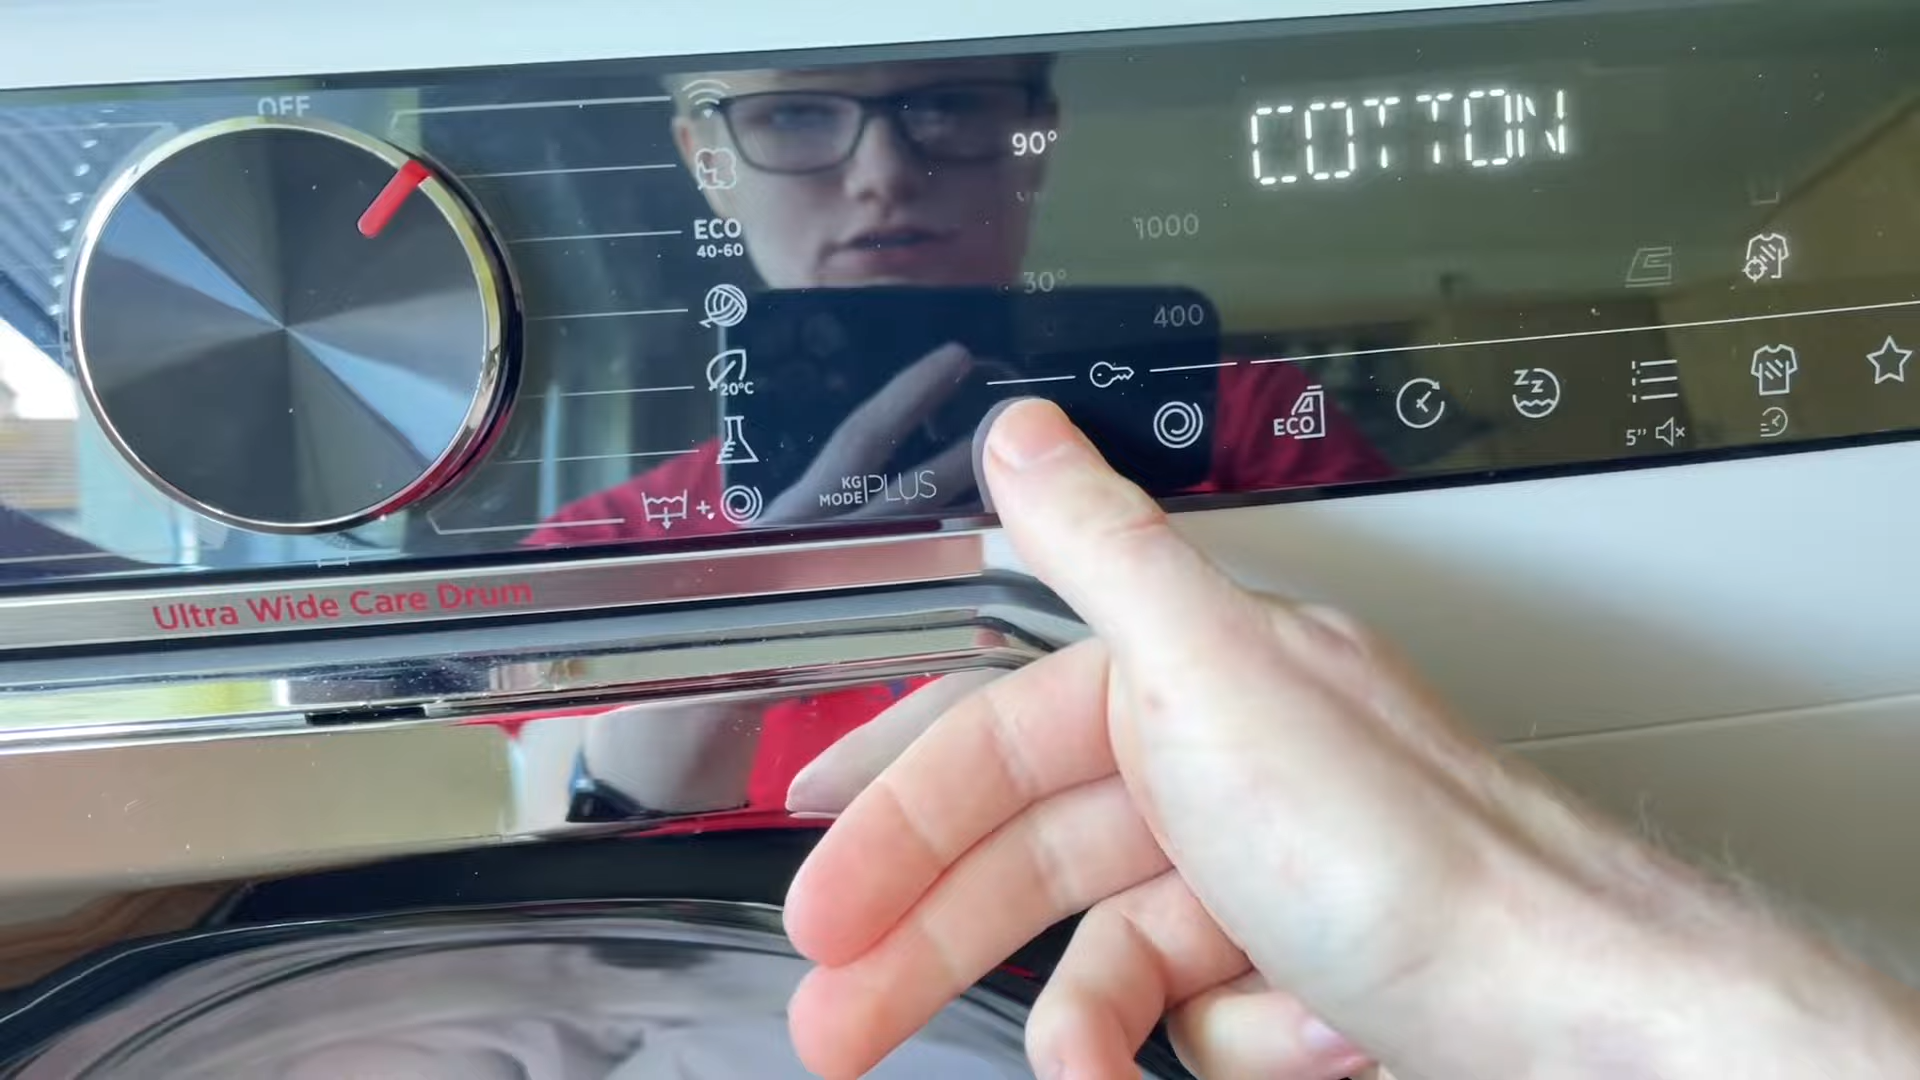 OFF
COTTON
90°
1000
ECO
40-60
30°
400
20°C
ECO
5’’
KG
MODE PLUS
Ultra Wide Care Drum